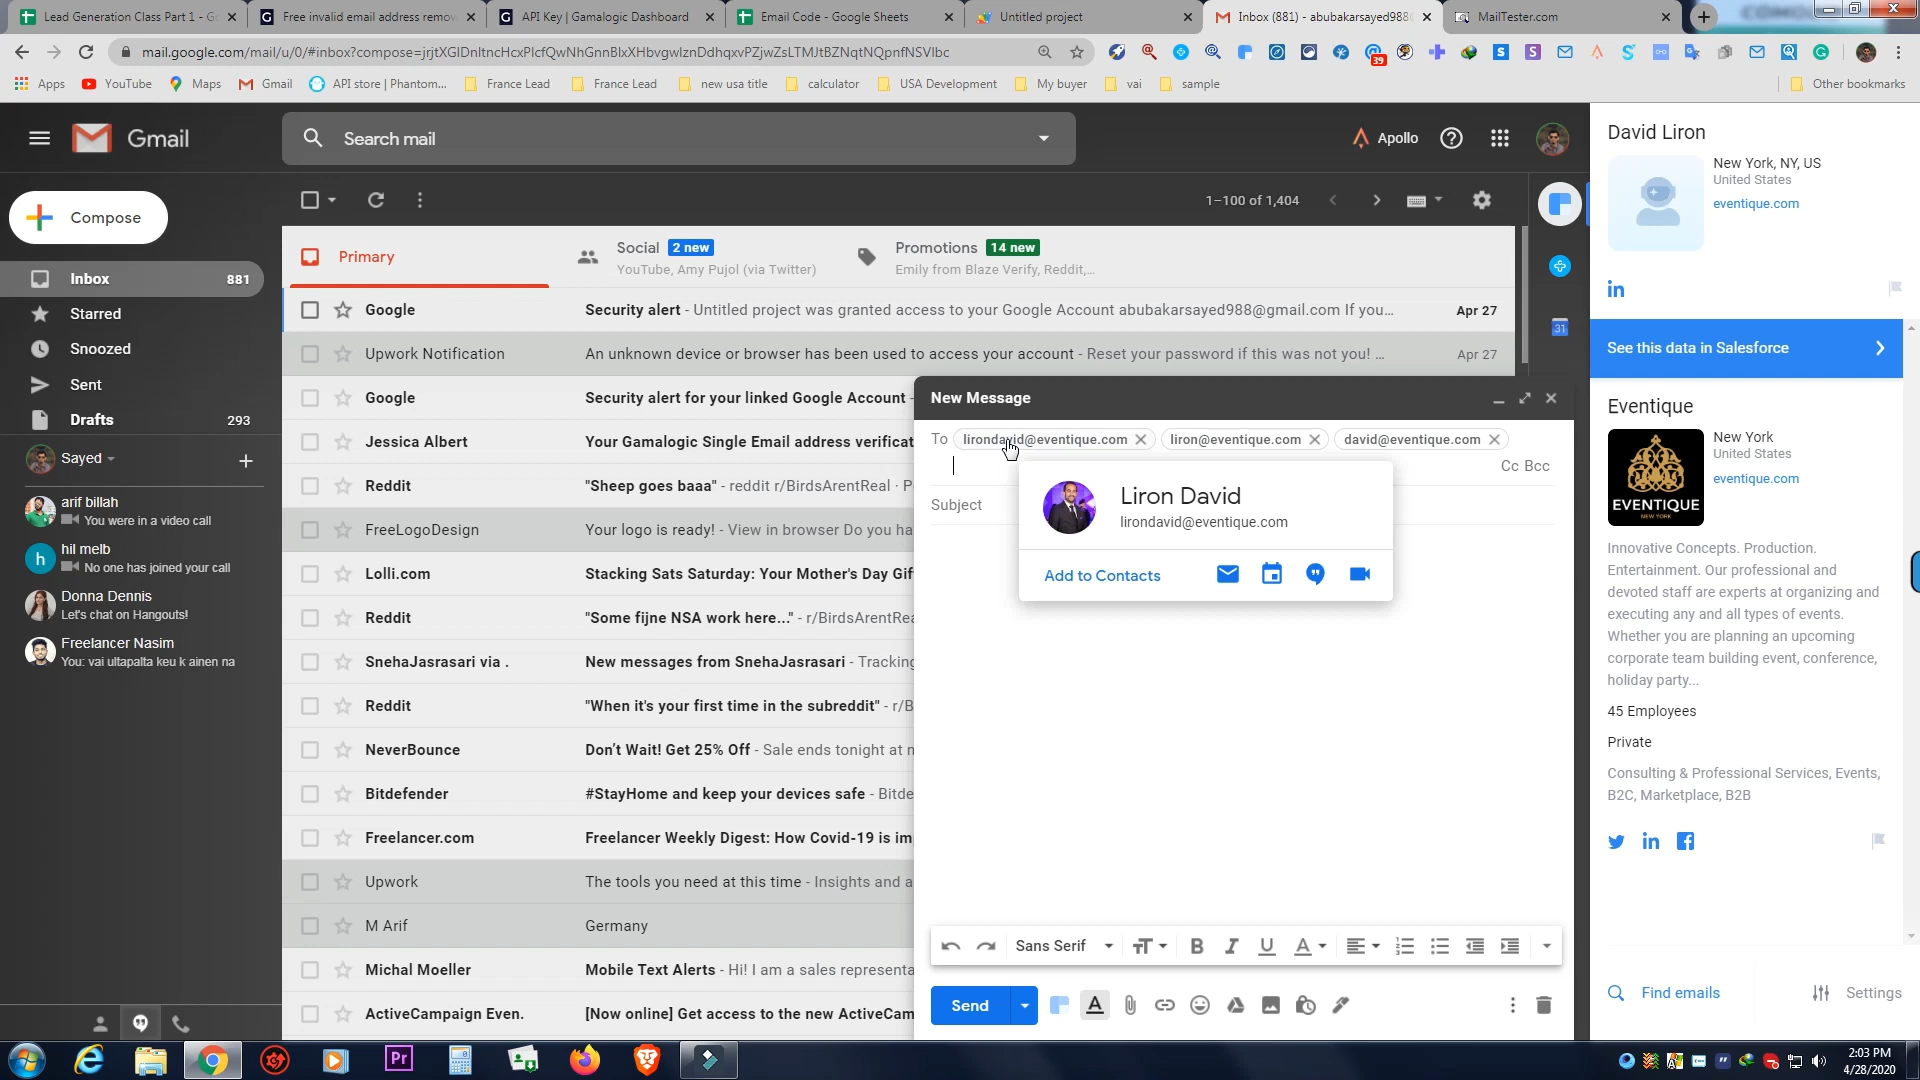 Lead Generation Class Part 1 - G
Free invalid email address remov
API Key | Gamalogic Dashboard
Email Code - Google Sheets
Untitled project
Inbox (881) - abubakarsayed988
MailTester.com
mail.google.com/mail/u/0/#inbox?compose=jrjtXGlDnltncHcxPlcfQwNhGnnBlxXHbvgwlznDdhqxvPZjwZsLTMJtBZNqtNQpnfNSVlbc
39
Apps
YouTube
Maps
Gmail
API store | Phantom...
France Lead
France Lead
new usa title
calculator
USA Development
My buyer
vai
sample
Other bookmarks
Gmail
Search mail
Apollo
Compose
1–100 of 1,404
Primary
Social 2 new
YouTube, Amy Pujol (via Twitter)
Promotions 14 new
Emily from Blaze Verify, Reddit,...
Inbox 881
Starred
Snoozed
Sent
Drafts 293
Sayed
arif billah
You were in a video call
hil melb
h
No one has joined your call
Donna Dennis
Let's chat on Hangouts!
Freelancer Nasim
You: vai ultapalta keu k ainen na
Google Security alert - Untitled project was granted access to your Google Account abubakarsayed988@gmail.com If you... Apr 27
Upwork Notification An unknown device or browser has been used to access your account - Reset your password if this was not you! ... Apr 27
Google Security alert for your linked Google Account -
Jessica Albert Your Gamalogic Single Email address verificat
Reddit "Sheep goes baaa" - reddit r/BirdsArentReal · P
FreeLogoDesign Your logo is ready! - View in browser Do you ha
Lolli.com Stacking Sats Saturday: Your Mother's Day Gif
Reddit "Some fijne NSA work here..." - r/BirdsArentRea
SnehaJasrasari via . New messages from SnehaJasrasari - Tracking
Reddit "When it's your first time in the subreddit" - r/B
NeverBounce Don't Wait! Get 25% Off - Sale ends tonight at n
Bitdefender #StayHome and keep your devices safe - Bitde
Freelancer.com Freelancer Weekly Digest: How Covid-19 is im
Upwork The tools you need at this time - Insights and a
M Arif Germany
Michal Moeller Mobile Text Alerts - Hi! I am a sales representa
ActiveCampaign Even. [Now online] Get access to the new ActiveCam
New Message
To lirondavid@eventique.com liron@eventique.com david@eventique.com
Cc Bcc
Subject
Liron David
lirondavid@eventique.com
Add to Contacts
Sans Serif
Send
31
David Liron
New York, NY, US
United States
eventique.com
See this data in Salesforce
Eventique
New York
United States
eventique.com
EVENTIQUE
NEW YORK
Innovative Concepts. Production.
Entertainment. Our professional and
devoted staff are experts at organizing and
executing any and all types of events.
Whether you are planning an upcoming
corporate team building event, conference,
holiday party...
45 Employees
Private
Consulting & Professional Services, Events,
B2C, Marketplace, B2B
Find emails
Settings
Pr
2:03 PM
4/28/2020